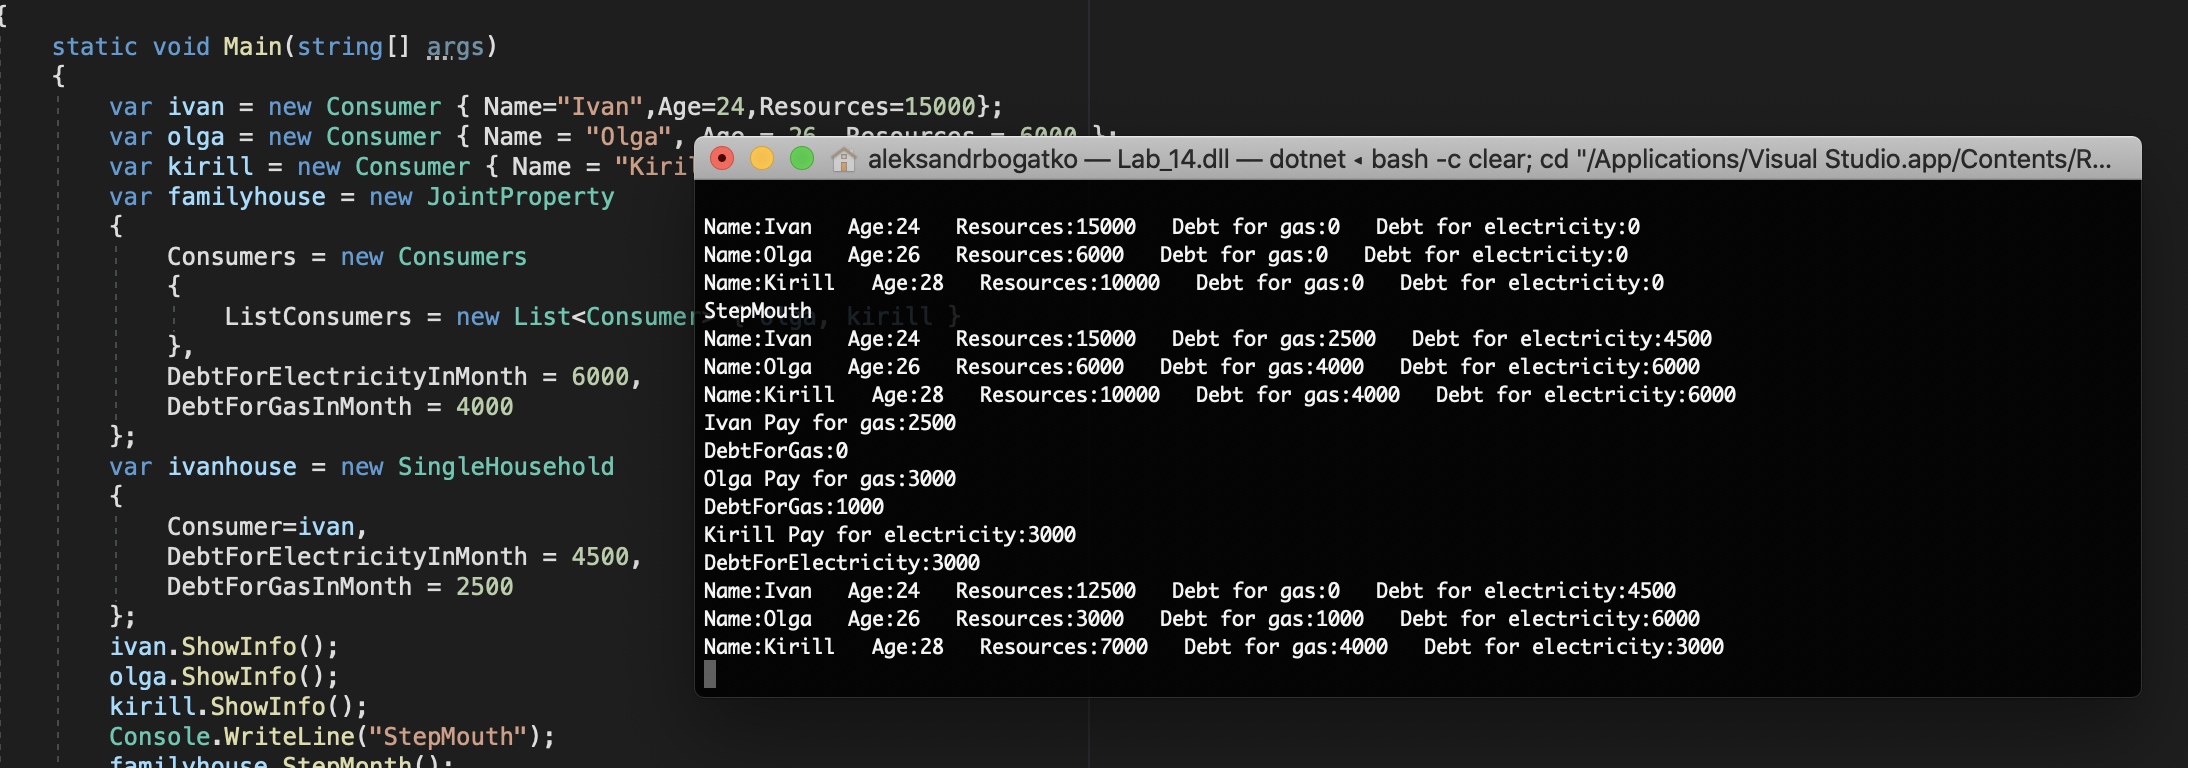 {
static void Main(string[] args)
{
var ivan = new Consumer { Name="Ivan",Age=24,Resources=15000};
var olga = new Consumer { Name = "Olga", Age = 26, Resources = 6000 };
var kirill = new Consumer { Name = "Kiril
var familyhouse = new JointProperty
{
Consumers = new Consumers
{
ListConsumers = new List<Consumer> { olga, kirill }
},
DebtForElectricityInMonth = 6000,
DebtForGasInMonth = 4000
};
var ivanhouse = new SingleHousehold
{
Consumer=ivan,
DebtForElectricityInMonth = 4500,
DebtForGasInMonth = 2500
};
ivan.ShowInfo();
olga.ShowInfo();
kirill.ShowInfo();
Console.WriteLine("StepMouth");
familyhouse.StepMonth();
aleksandrbogatko — Lab_14.dll — dotnet ◂ bash -c clear; cd "/Applications/Visual Studio.app/Contents/R...
Name:Ivan   Age:24   Resources:15000   Debt for gas:0   Debt for electricity:0
Name:Olga   Age:26   Resources:6000   Debt for gas:0   Debt for electricity:0
Name:Kirill   Age:28   Resources:10000   Debt for gas:0   Debt for electricity:0
StepMouth
Name:Ivan   Age:24   Resources:15000   Debt for gas:2500   Debt for electricity:4500
Name:Olga   Age:26   Resources:6000   Debt for gas:4000   Debt for electricity:6000
Name:Kirill   Age:28   Resources:10000   Debt for gas:4000   Debt for electricity:6000
Ivan Pay for gas:2500
DebtForGas:0
Olga Pay for gas:3000
DebtForGas:1000
Kirill Pay for electricity:3000
DebtForElectricity:3000
Name:Ivan   Age:24   Resources:12500   Debt for gas:0   Debt for electricity:4500
Name:Olga   Age:26   Resources:3000   Debt for gas:1000   Debt for electricity:6000
Name:Kirill   Age:28   Resources:7000   Debt for gas:4000   Debt for electricity:3000